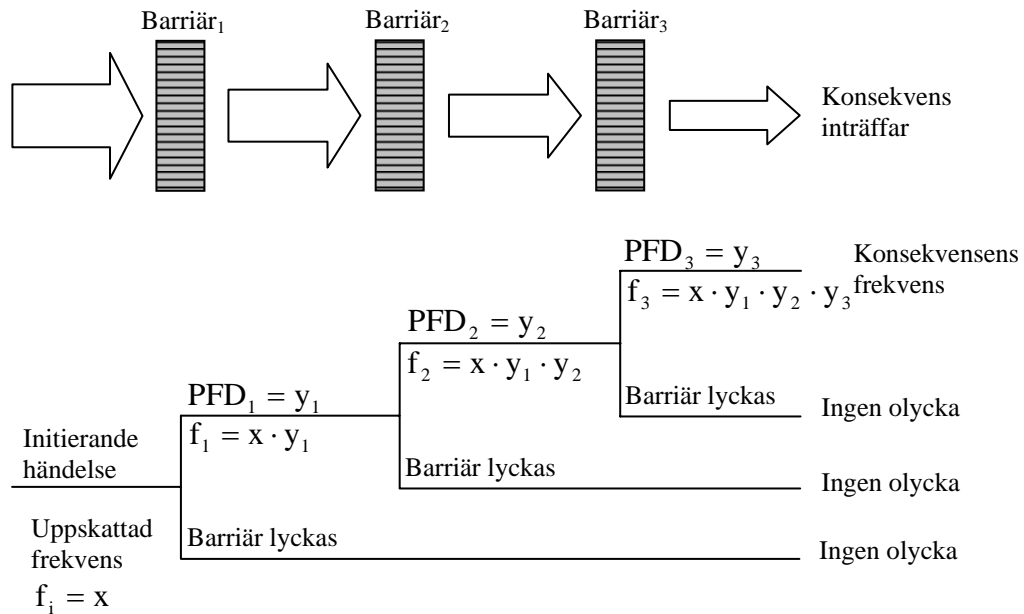 Barriär₁
Barriär₂
Barriär₃
Konsekvens
inträffar
PFD₃ = y₃
Konsekvensens
frekvens
f₃ = x · y₁ · y₂ · y₃
PFD₂ = y₂
f₂ = x · y₁ · y₂
Barriär lyckas
Ingen olycka
PFD₁ = y₁
f₁ = x · y₁
Initierande
händelse
Barriär lyckas
Ingen olycka
Uppskattad
frekvens
fᵢ = x
Barriär lyckas
Ingen olycka